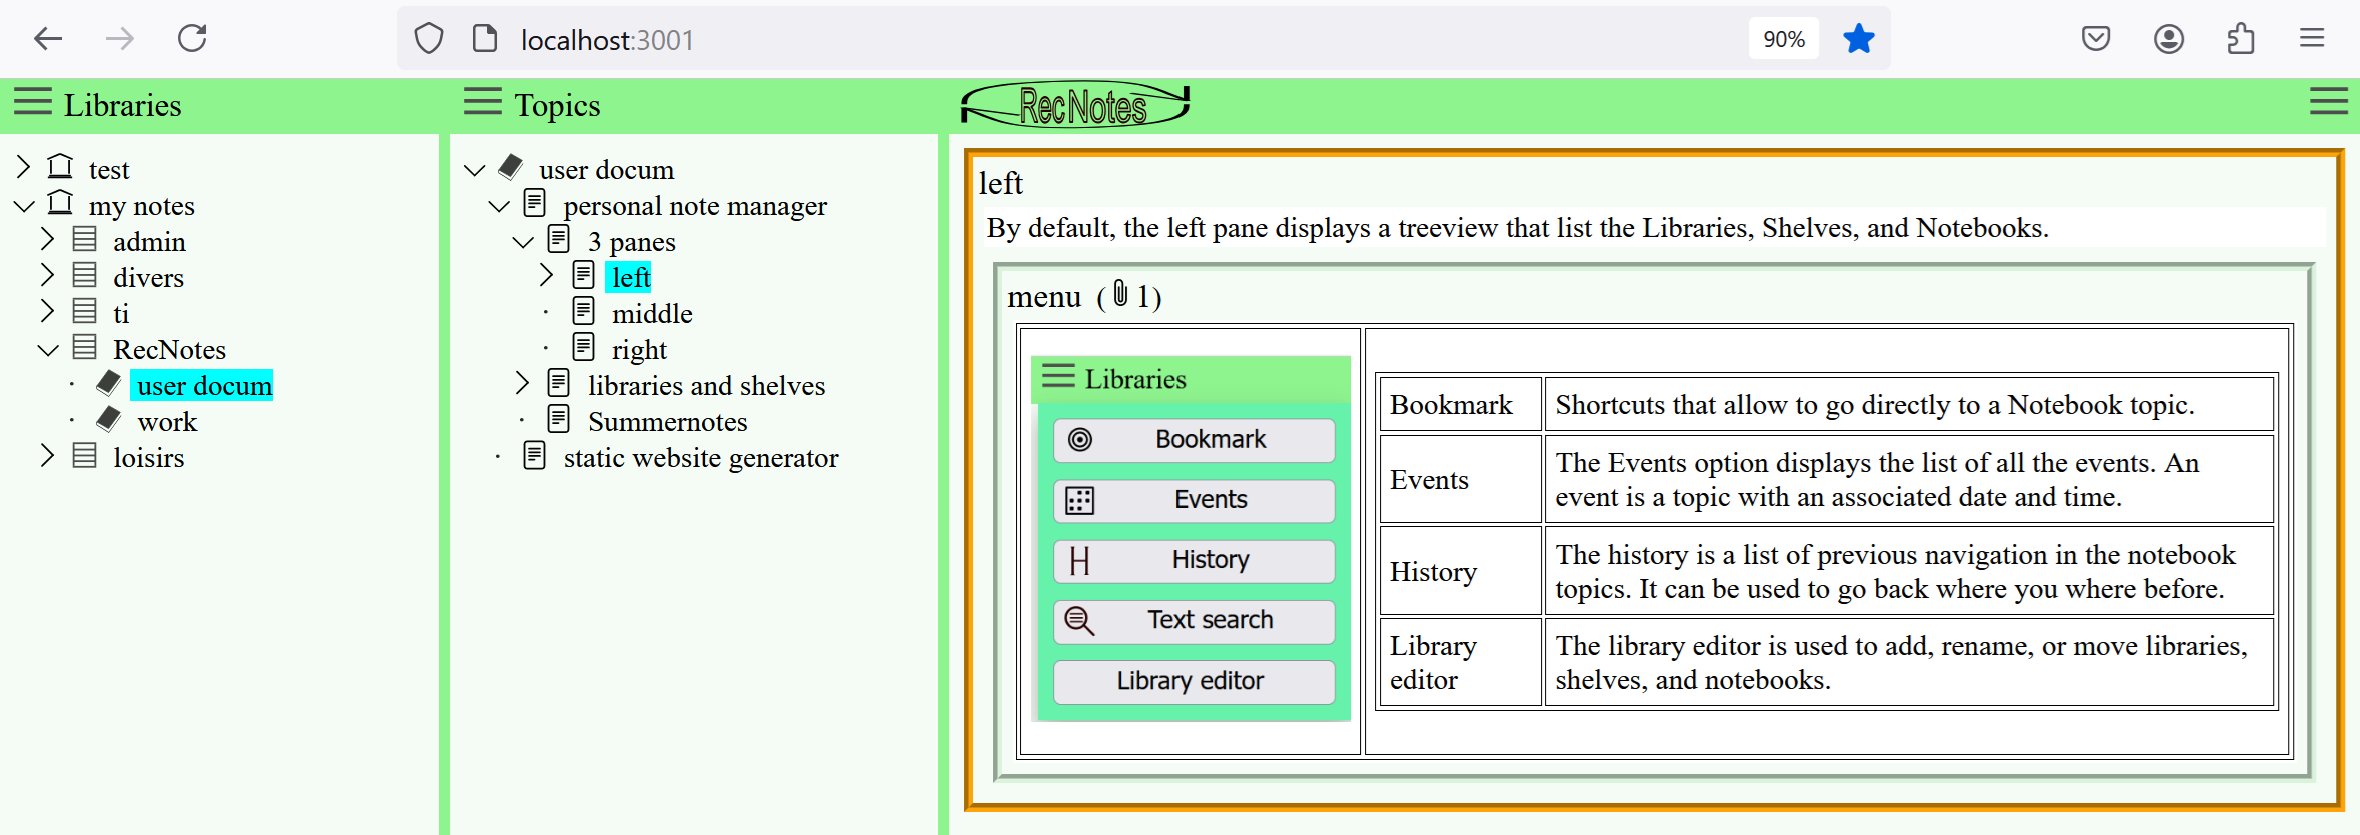 localhost:3001
90%
Libraries
Topics
RecNotes
test
my notes
admin
divers
ti
RecNotes
user docum
work
loisirs
user docum
personal note manager
3 panes
left
middle
right
libraries and shelves
Summernotes
static website generator
left
By default, the left pane displays a treeview that list the Libraries, Shelves, and Notebooks.
menu (1)
Libraries
Bookmark
Events
H History
Text search
Library editor
Bookmark
Shortcuts that allow to go directly to a Notebook topic.
Events
The Events option displays the list of all the events. An
event is a topic with an associated date and time.
History
The history is a list of previous navigation in the notebook
topics. It can be used to go back where you where before.
Library
editor
The library editor is used to add, rename, or move libraries,
shelves, and notebooks.